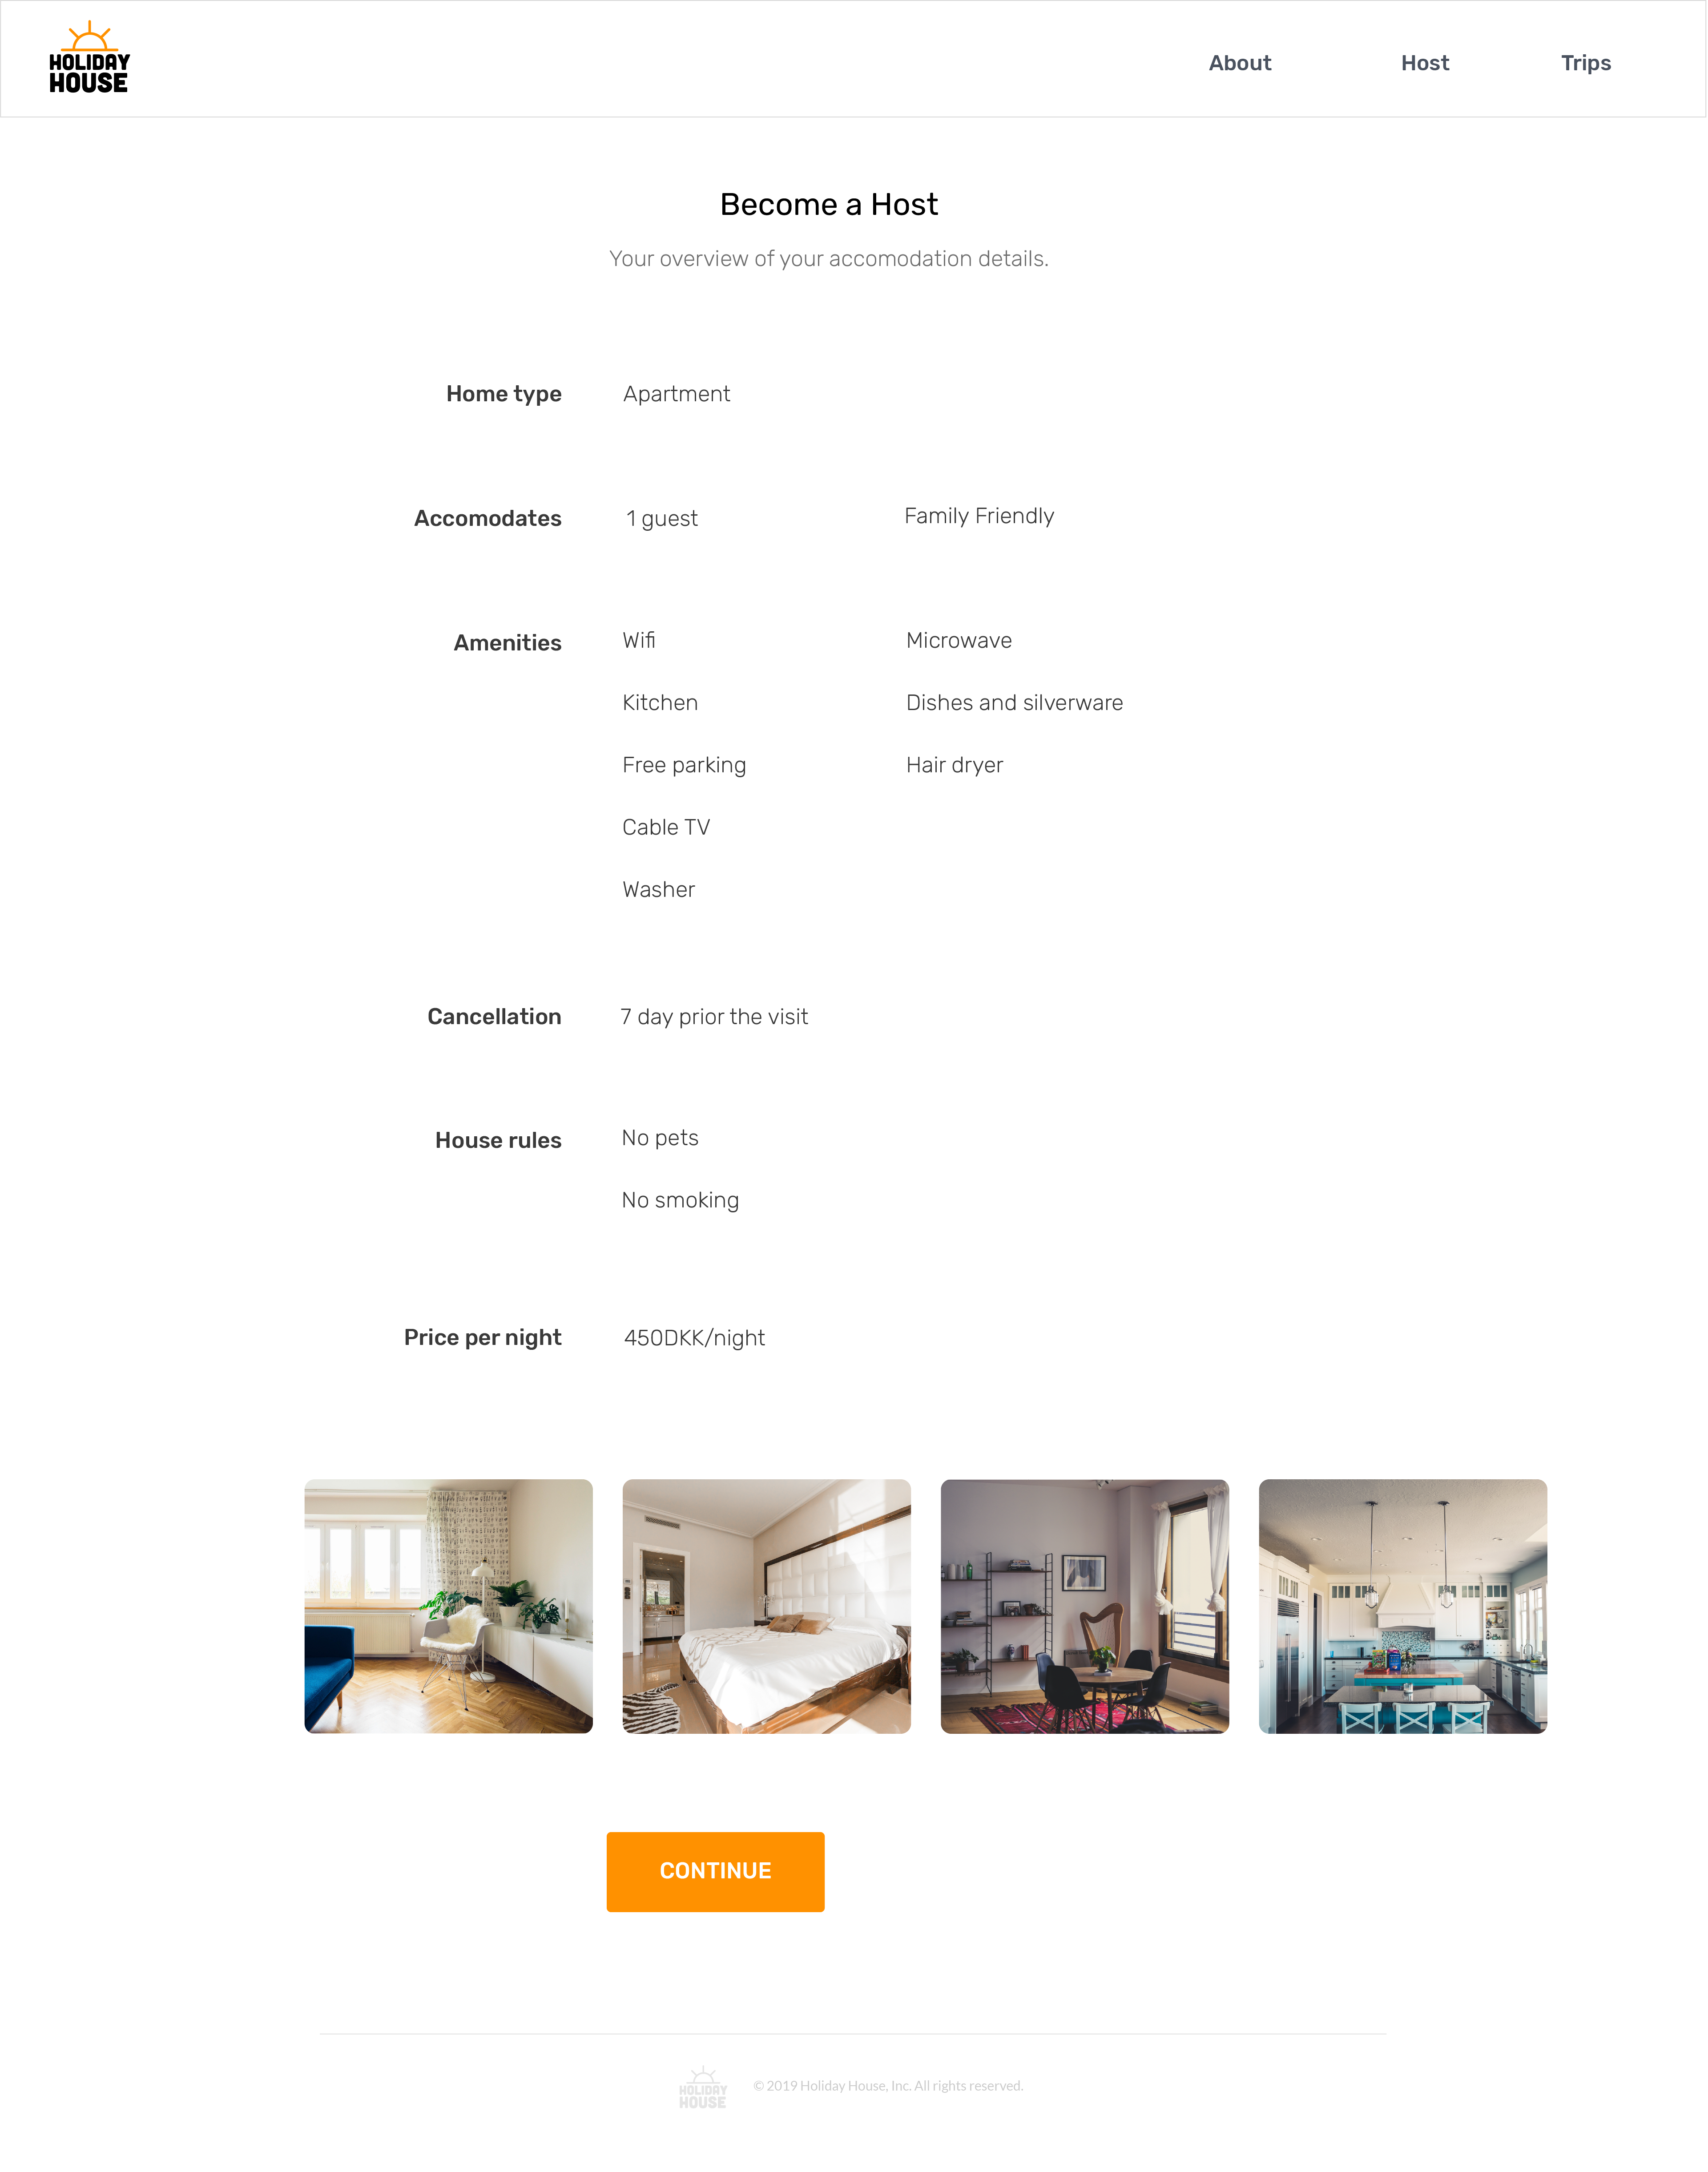 HOLIDAY
HOUSE
About Host Trips
Become a Host
Your overview of your accomodation details.
Home type Apartment
Accomodates 1 guest Family Friendly
Amenities Wifi Microwave
Kitchen Dishes and silverware
Free parking Hair dryer
Cable TV
Washer
Cancellation 7 day prior the visit
House rules No pets
No smoking
Price per night 450DKK/night
CONTINUE
HOLIDAY
HOUSE
© 2019 Holiday House, Inc. All rights reserved.